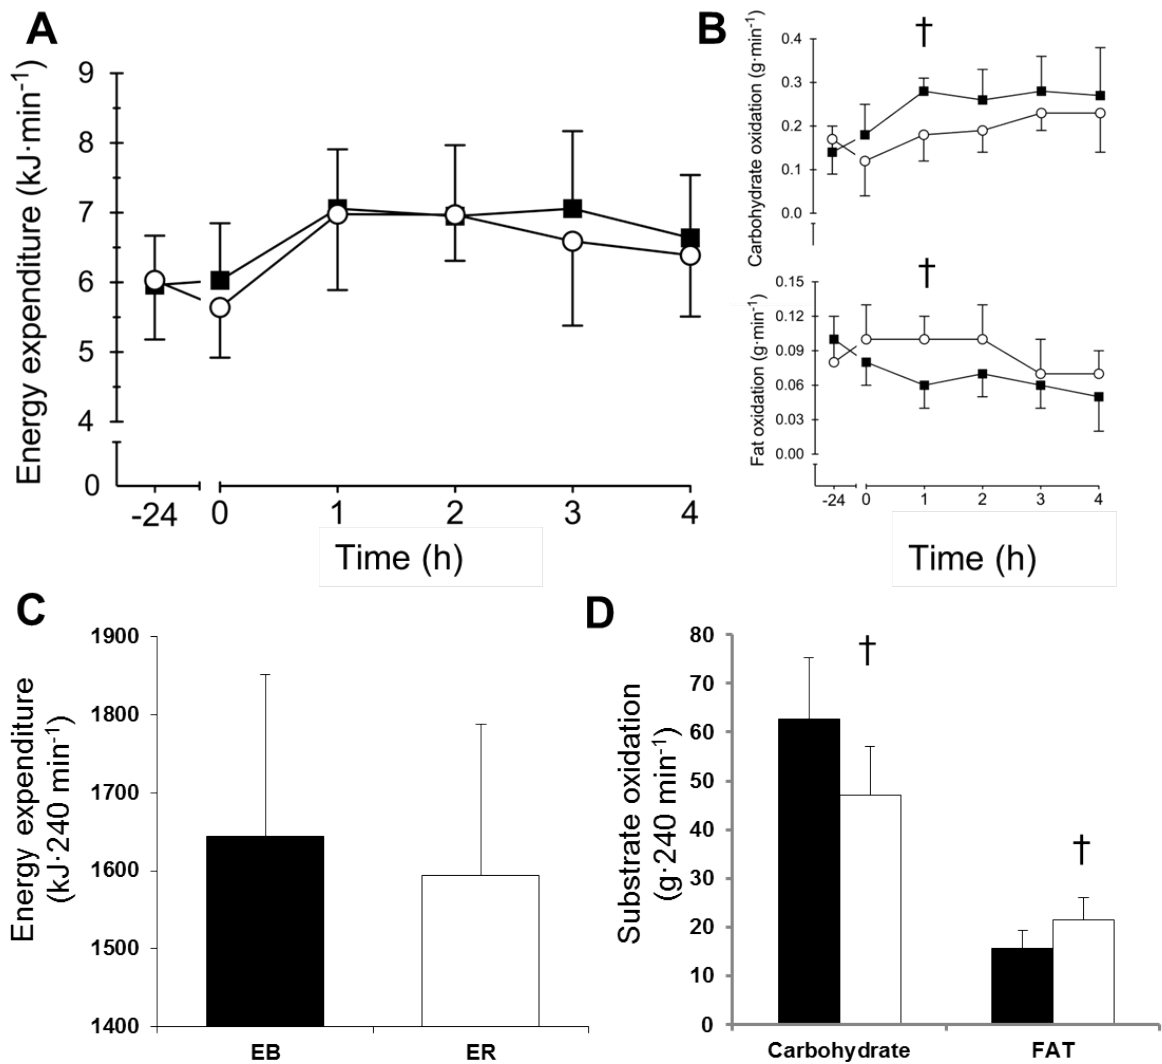 A
Energy expenditure (kJ·min⁻¹)
9
8
7
6
5
4
0
-24
0
1
2
3
4
Time (h)
B
†
Carbohydrate oxidation (g·min⁻¹)
0.4
0.3
0.2
0.1
0.0
†
Fat oxidation (g·min⁻¹)
0.15
0.12
0.09
0.06
0.03
0.00
-24
0
1
2
3
4
Time (h)
C
Energy expenditure
(kJ·240 min⁻¹)
1900
1800
1700
1600
1500
1400
EB
ER
D
Substrate oxidation
(g·240 min⁻¹)
80
70
60
50
40
30
20
10
0
†
†
Carbohydrate
FAT